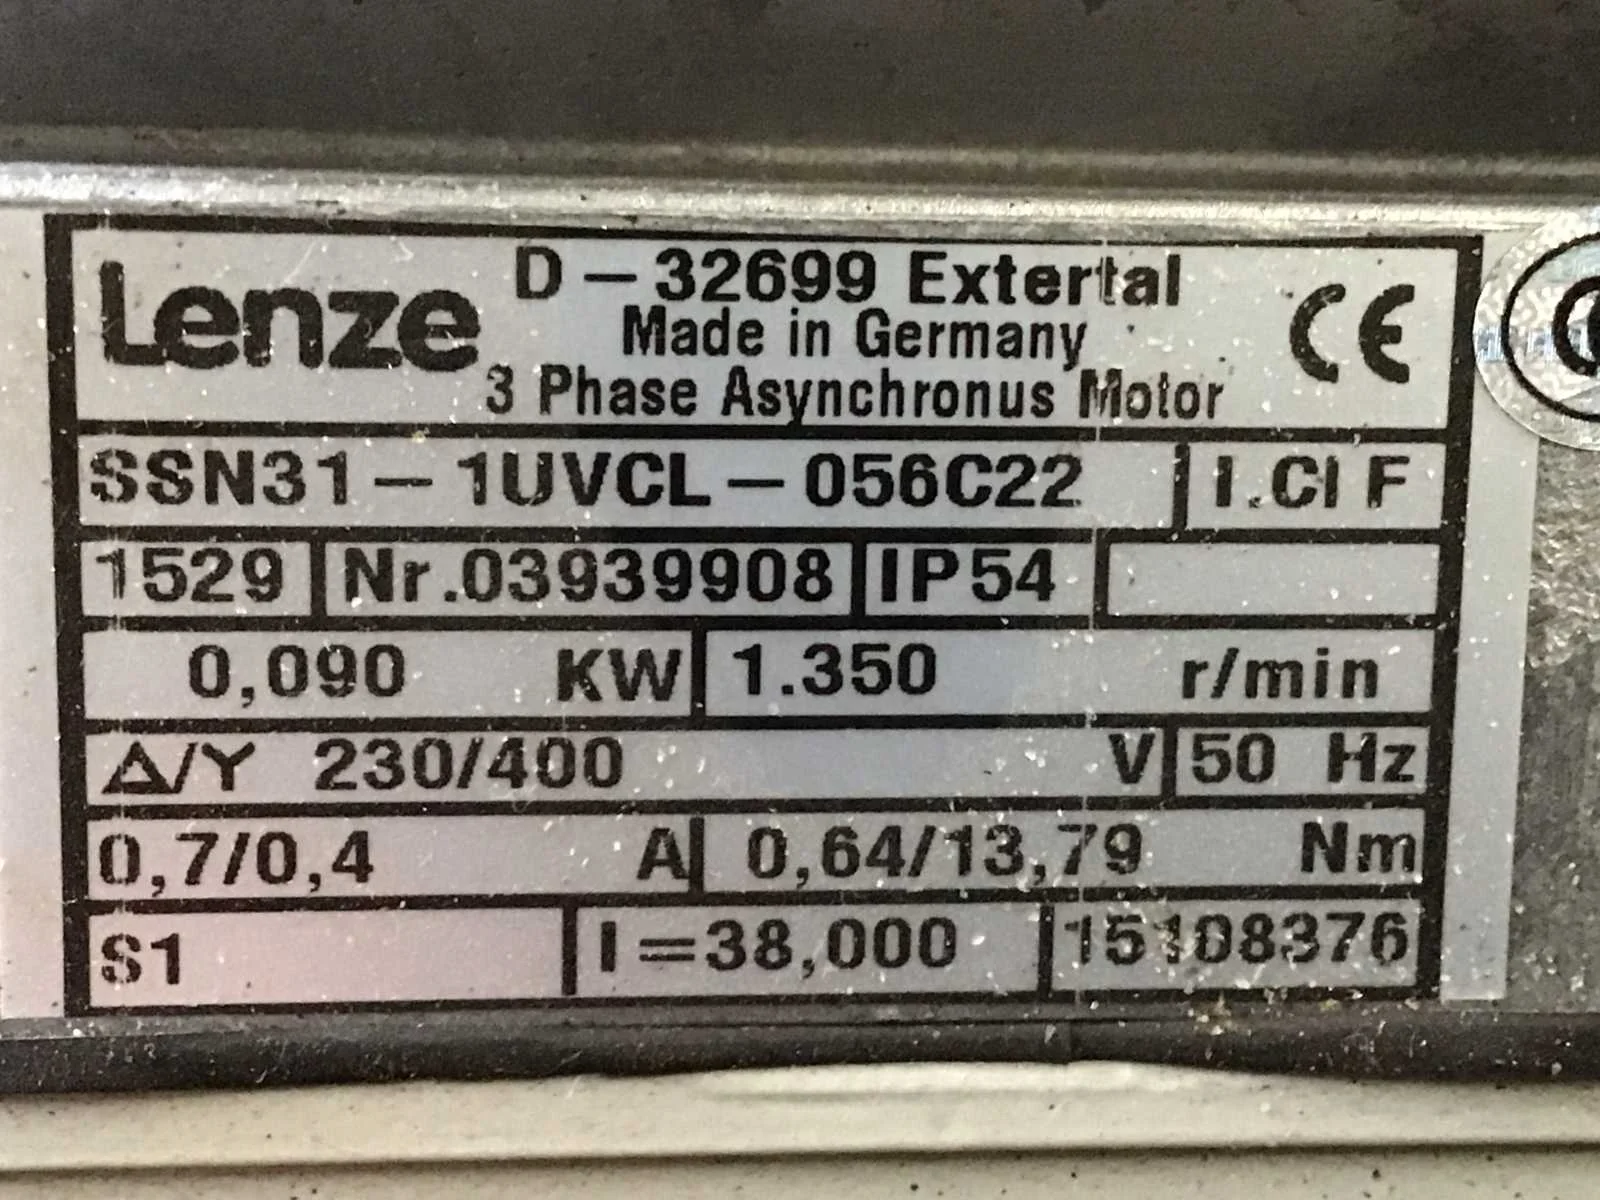 Lenze D-32699 Extertal CE
Made in Germany
3 Phase Asynchronus Motor
SSN31-1UVCL-056C22 I.Cl F
1529 Nr.03939908 IP54
0,090 KW 1.350 r/min
Δ/Y 230/400 V 50 Hz
0,7/0,4 A 0,64/13,79 Nm
S1 I=38,000 15108376